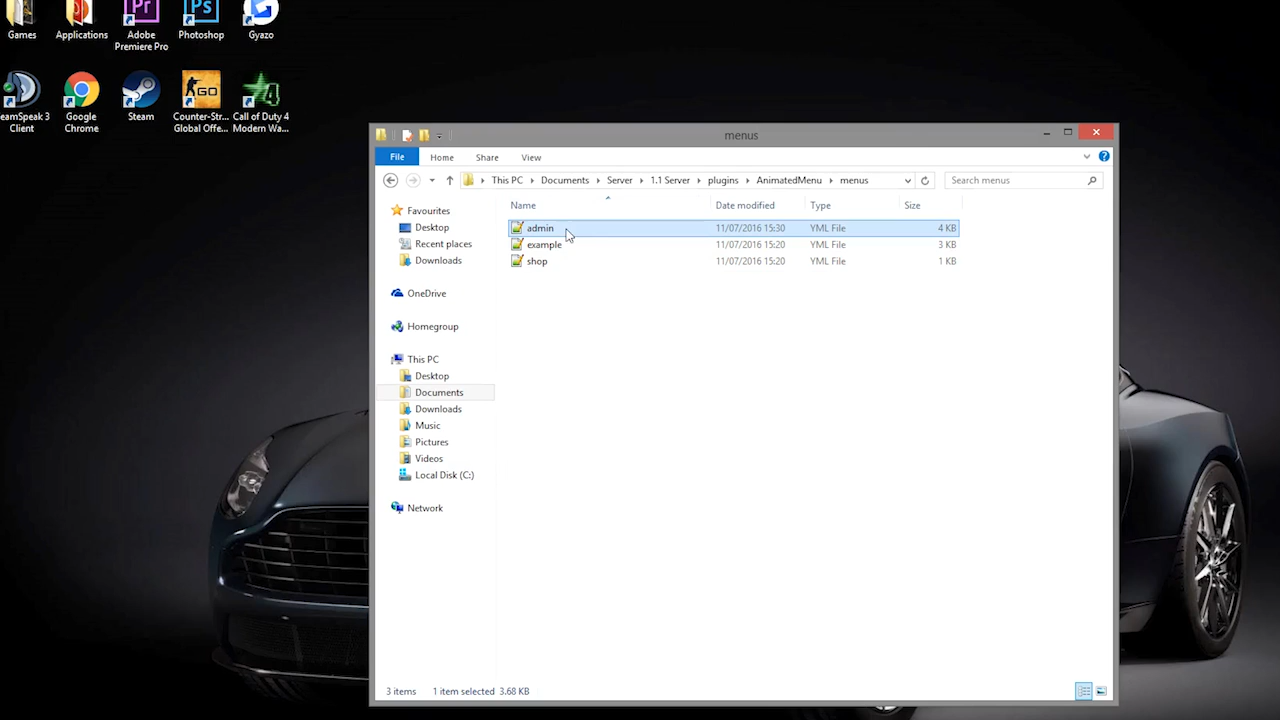 Games
Applications
Adobe
Premiere Pro
Photoshop
Gyazo
eamSpeak 3
Client
Google
Chrome
Steam
Counter-Str...
Global Offe...
Call of Duty 4
Modern Wa...
menus
File Home Share View
This PC Documents Server 1.1 Server plugins AnimatedMenu menus
Search menus
Name Date modified Type Size
admin 11/07/2016 15:30 YML File 4 KB
example 11/07/2016 15:20 YML File 3 KB
shop 11/07/2016 15:20 YML File 1 KB
Favourites
Desktop
Recent places
Downloads
OneDrive
Homegroup
This PC
Desktop
Documents
Downloads
Music
Pictures
Videos
Local Disk (C:)
Network
3 items 1 item selected 3.68 KB